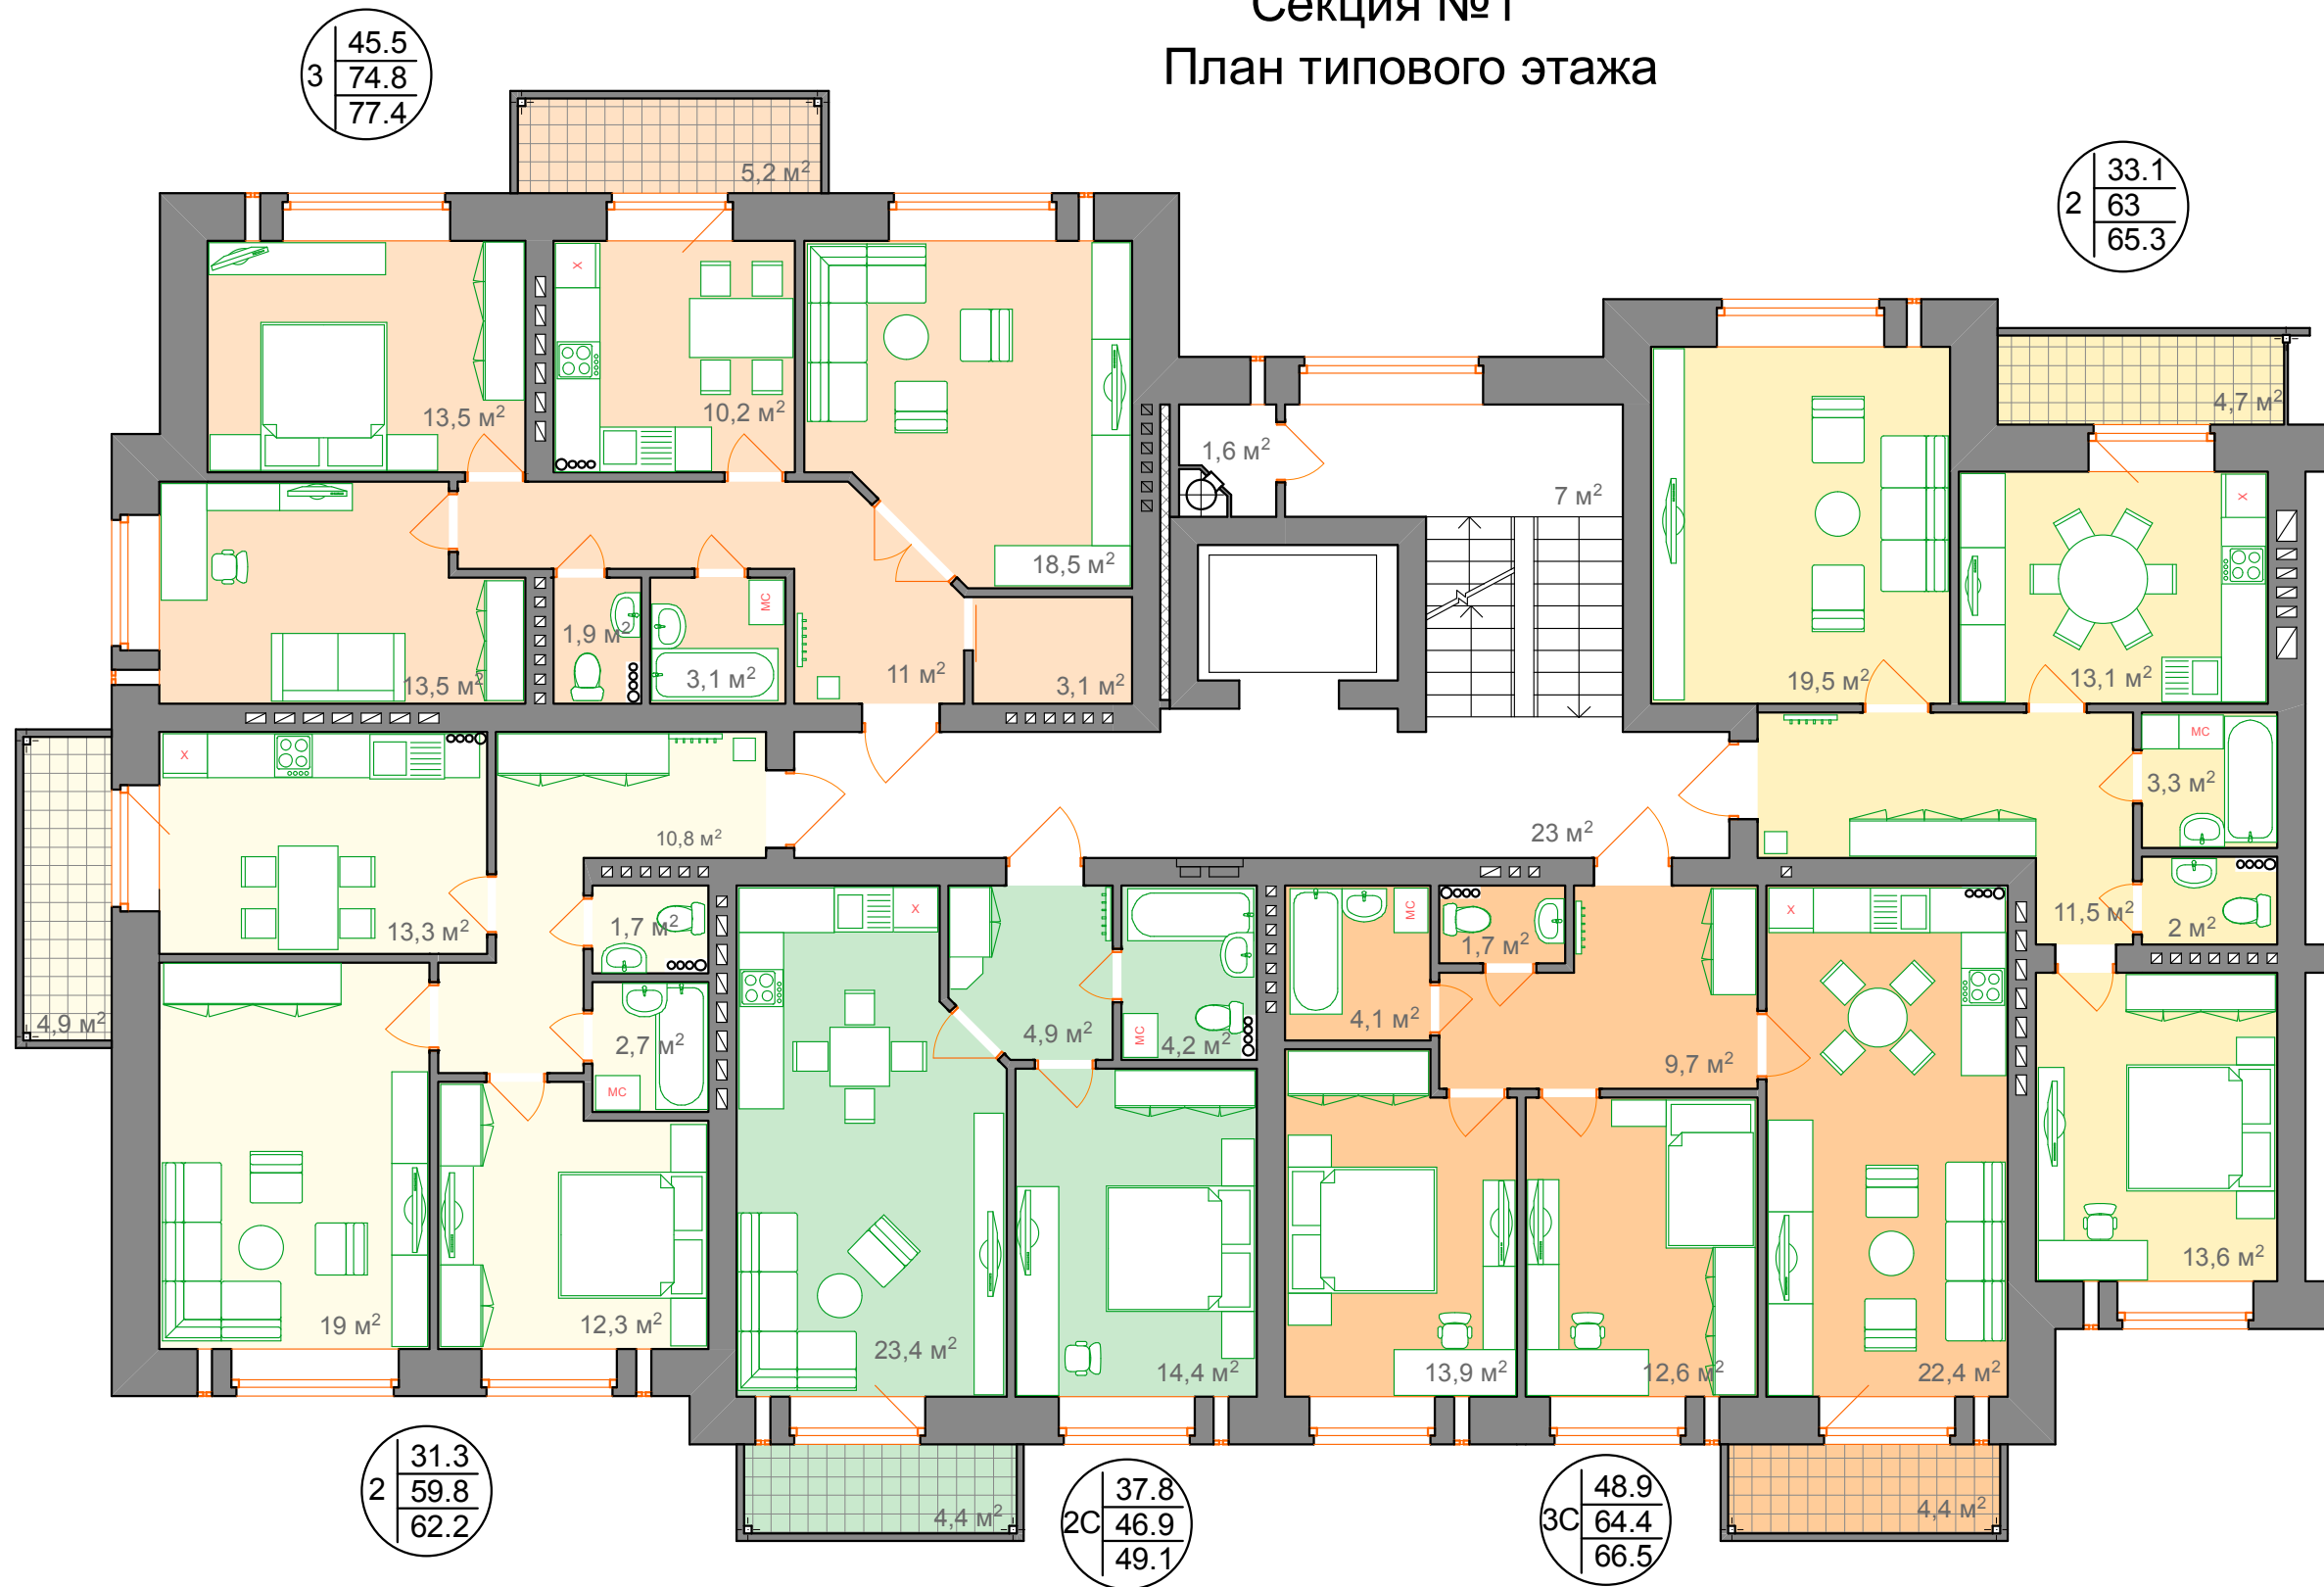 Секция №1
План типового этажа
3
45.5
74.8
77.4
5,2 м²
2
33.1
63
65.3
13,5 м²
X
10,2 м²
18,5 м²
1,6 м²
7 м²
4,7 м²
X
19,5 м²
13,1 м²
13,5 м²
1,9 м²
МС
3,1 м²
11 м²
3,1 м²
X
13,3 м²
10,8 м²
4,9 м²
23 м²
МС
3,3 м²
11,5 м²
2 м²
1,7 м²
2,7 м²
МС
19 м²
12,3 м²
X
4,9 м²
МС
4,2 м²
23,4 м²
14,4 м²
4,4 м²
МС
4,1 м²
1,7 м²
9,7 м²
X
13,9 м²
12,6 м²
22,4 м²
4,4 м²
13,6 м²
2
31.3
59.8
62.2
2С
37.8
46.9
49.1
3С
48.9
64.4
66.5